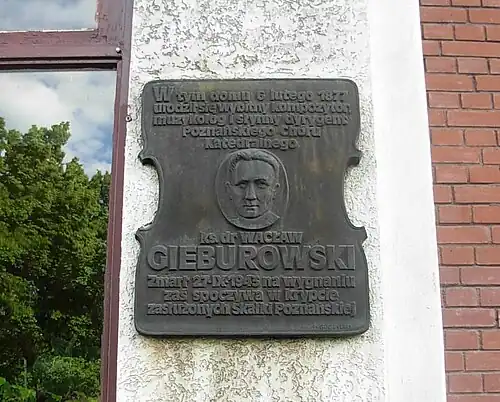 W tym domu 6 lutego 1877
urodził się wybitny kompozytor,
muzykolog i słynny dyrygent
Poznańskiego Chóru
Katedralnego.
ks. dr WACŁAW
GIEBUROWSKI
Zmarł 27·IX·1943 na wygnaniu
zaś spoczywa w krypcie
zasłużonych Skałki Poznańskiej